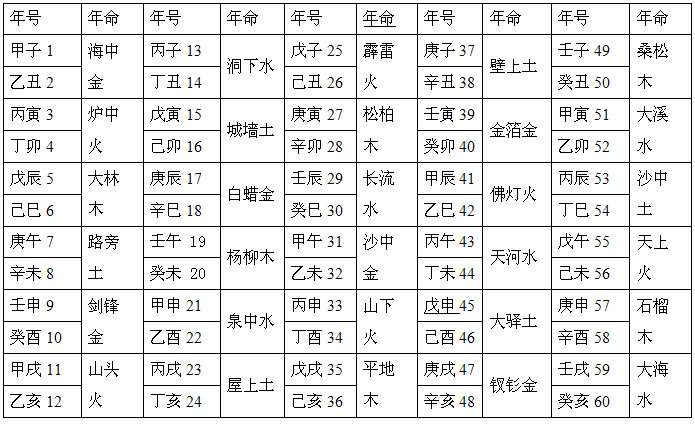 年号 年命 年号 年命 年号 年命 年号 年命 年号 年命
甲子 1 海中 丙子 13 洞下水 戊子 25 霹雷 庚子 37 壁上土 壬子 49 桑松
乙丑 2 金 丁丑 14 己丑 26 火 辛丑 38 癸丑 50 木
丙寅 3 炉中 戊寅 15 城墙土 庚寅 27 松柏 壬寅 39 金箔金 甲寅 51 大溪
丁卯 4 火 己卯 16 辛卯 28 木 癸卯 40 乙卯 52 水
戊辰 5 大林 庚辰 17 白蜡金 壬辰 29 长流 甲辰 41 佛灯火 丙辰 53 沙中
己巳 6 木 辛巳 18 癸巳 30 水 乙巳 42 丁巳 54 土
庚午 7 路旁 壬午 19 杨柳木 甲午 31 沙中 丙午 43 天河水 戊午 55 天上
辛未 8 土 癸未 20 乙未 32 金 丁未 44 己未 56 火
壬申 9 剑锋 甲申 21 泉中水 丙申 33 山下 戊申 45 大驿土 庚申 57 石榴
癸酉 10 金 乙酉 22 丁酉 34 火 己酉 46 辛酉 58 木
甲戌 11 山头 丙戌 23 屋上土 戊戌 35 平地 庚戌 47 钗钐金 壬戌 59 大海
乙亥 12 火 丁亥 24 己亥 36 木 辛亥 48 癸亥 60 水